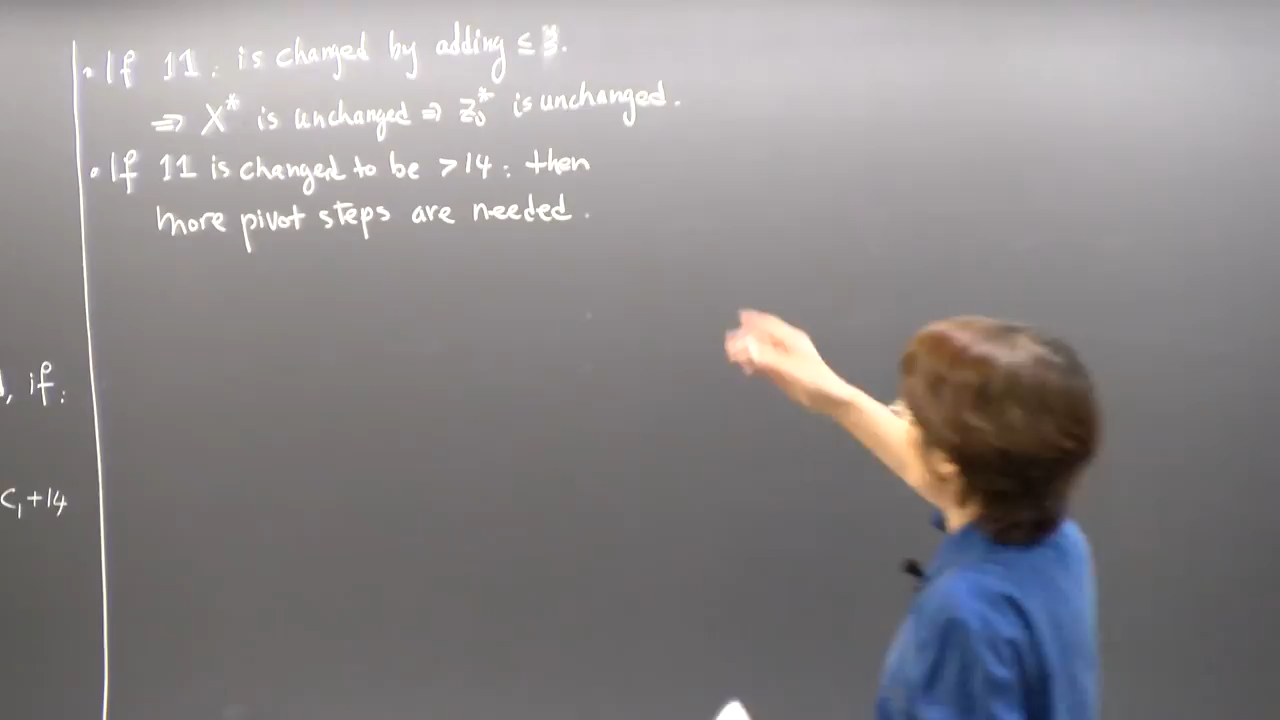 • If 11 : is changed by adding ≤ 3.
⇒ X* is unchanged ⇒ z₀* is unchanged.
• If 11 is changed to be > 14 : then
more pivot steps are needed.
, if :
C₁ + 14